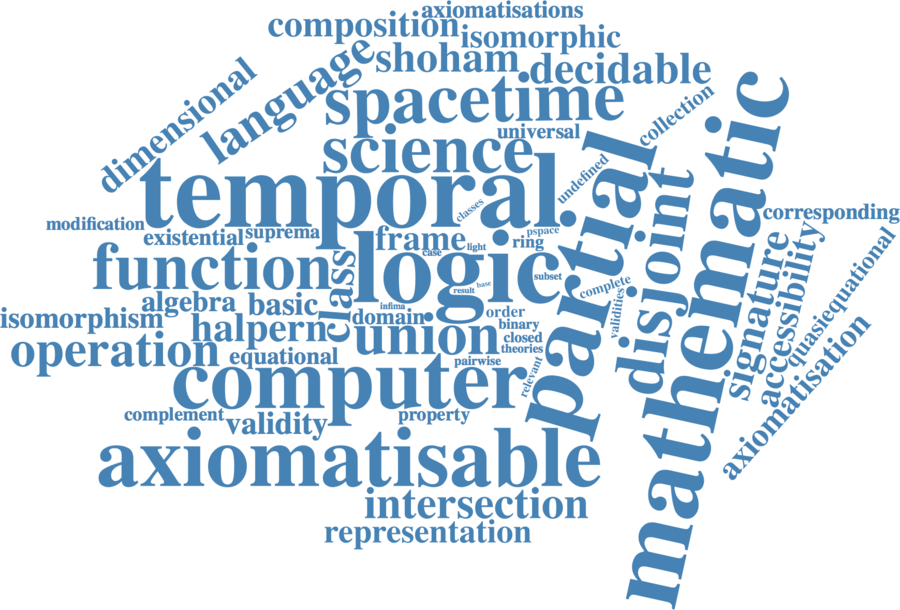 axiomatisations
composition
isomorphic
shoham
decidable
language
dimensional
spacetime
collection
universal
science
mathematic
partial
undefined
temporal
classes
disjoint
modification
existential
suprema
frame
light
case
pspace
ring
corresponding
function
class
logic
result
base
subset
complete
validities
signature
accessibility
quasiequational
algebra
basic
infima
domain
order
binary
isomorphism
halpern
union
closed
theories
operation
equational
pairwise
relevant
axiomatisation
computer
complement
validity
property
axiomatisable
intersection
representation